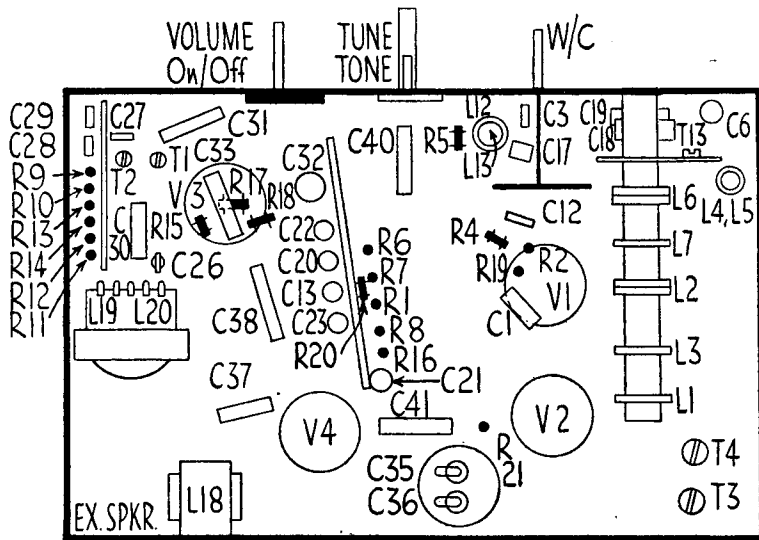 VOLUME On/Off
TUNE
TONE
W/C
C29
C28
R9
R10
R13
R14
R12
R11
C27
T2
T1
C31
C33
V3
R17
R18
R15
C30
C26
L19
L20
C32
C22
C20
C13
C23
C38
C37
R20
C40
R5
L12
L13
C3
C17
C19
C18
T13
C6
L4,L5
L6
L7
L2
L3
L1
C12
R4
R19
R2
V1
C1
R6
R7
R1
R8
R16
C21
C41
V4
V2
R21
C35
C36
T4
T3
L18
EX. SPKR.